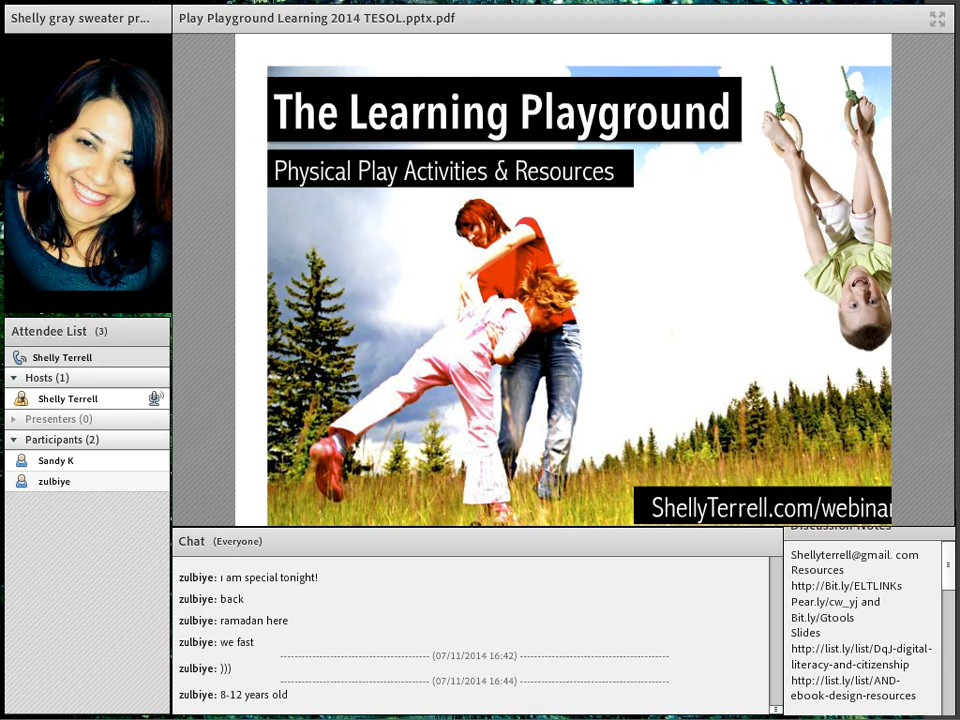 Shelly gray sweater pr...
Play Playground Learning 2014 TESOL.pptx.pdf
The Learning Playground
Physical Play Activities & Resources
ShellyTerrell.com/webinar
Attendee List (3)
Shelly Terrell
Hosts (1)
Shelly Terrell
Presenters (0)
Participants (2)
Sandy K
zulbiye
Chat (Everyone)
zulbiye: ı am special tonight!
zulbiye: back
zulbiye: ramadan here
zulbiye: we fast
(07/11/2014 16:42)
zulbiye: )))
(07/11/2014 16:44)
zulbiye: 8-12 years old
Discussion Notes
Shellyterrell@gmail. com
Resources
http://Bit.ly/ELTLINKs
Pear.ly/cw_yj and
Bit.ly/Gtools
Slides
http://list.ly/list/DqJ-digital-
literacy-and-citizenship
http://list.ly/list/AND-
ebook-design-resources